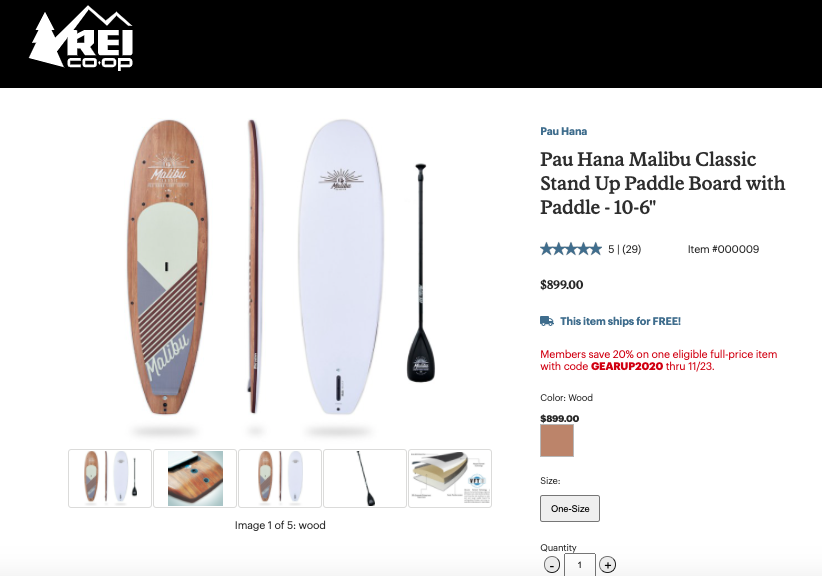 REI
CO·OP
Malibu
Malibu
Malibu
Pau Hana
Pau Hana Malibu Classic
Stand Up Paddle Board with
Paddle - 10-6"
5 | (29)
Item #000009
$899.00
This item ships for FREE!
Members save 20% on one eligible full-price item
with code GEARUP2020 thru 11/23.
Color: Wood
$899.00
Size:
One-Size
Quantity
- 1 +
Image 1 of 5: wood